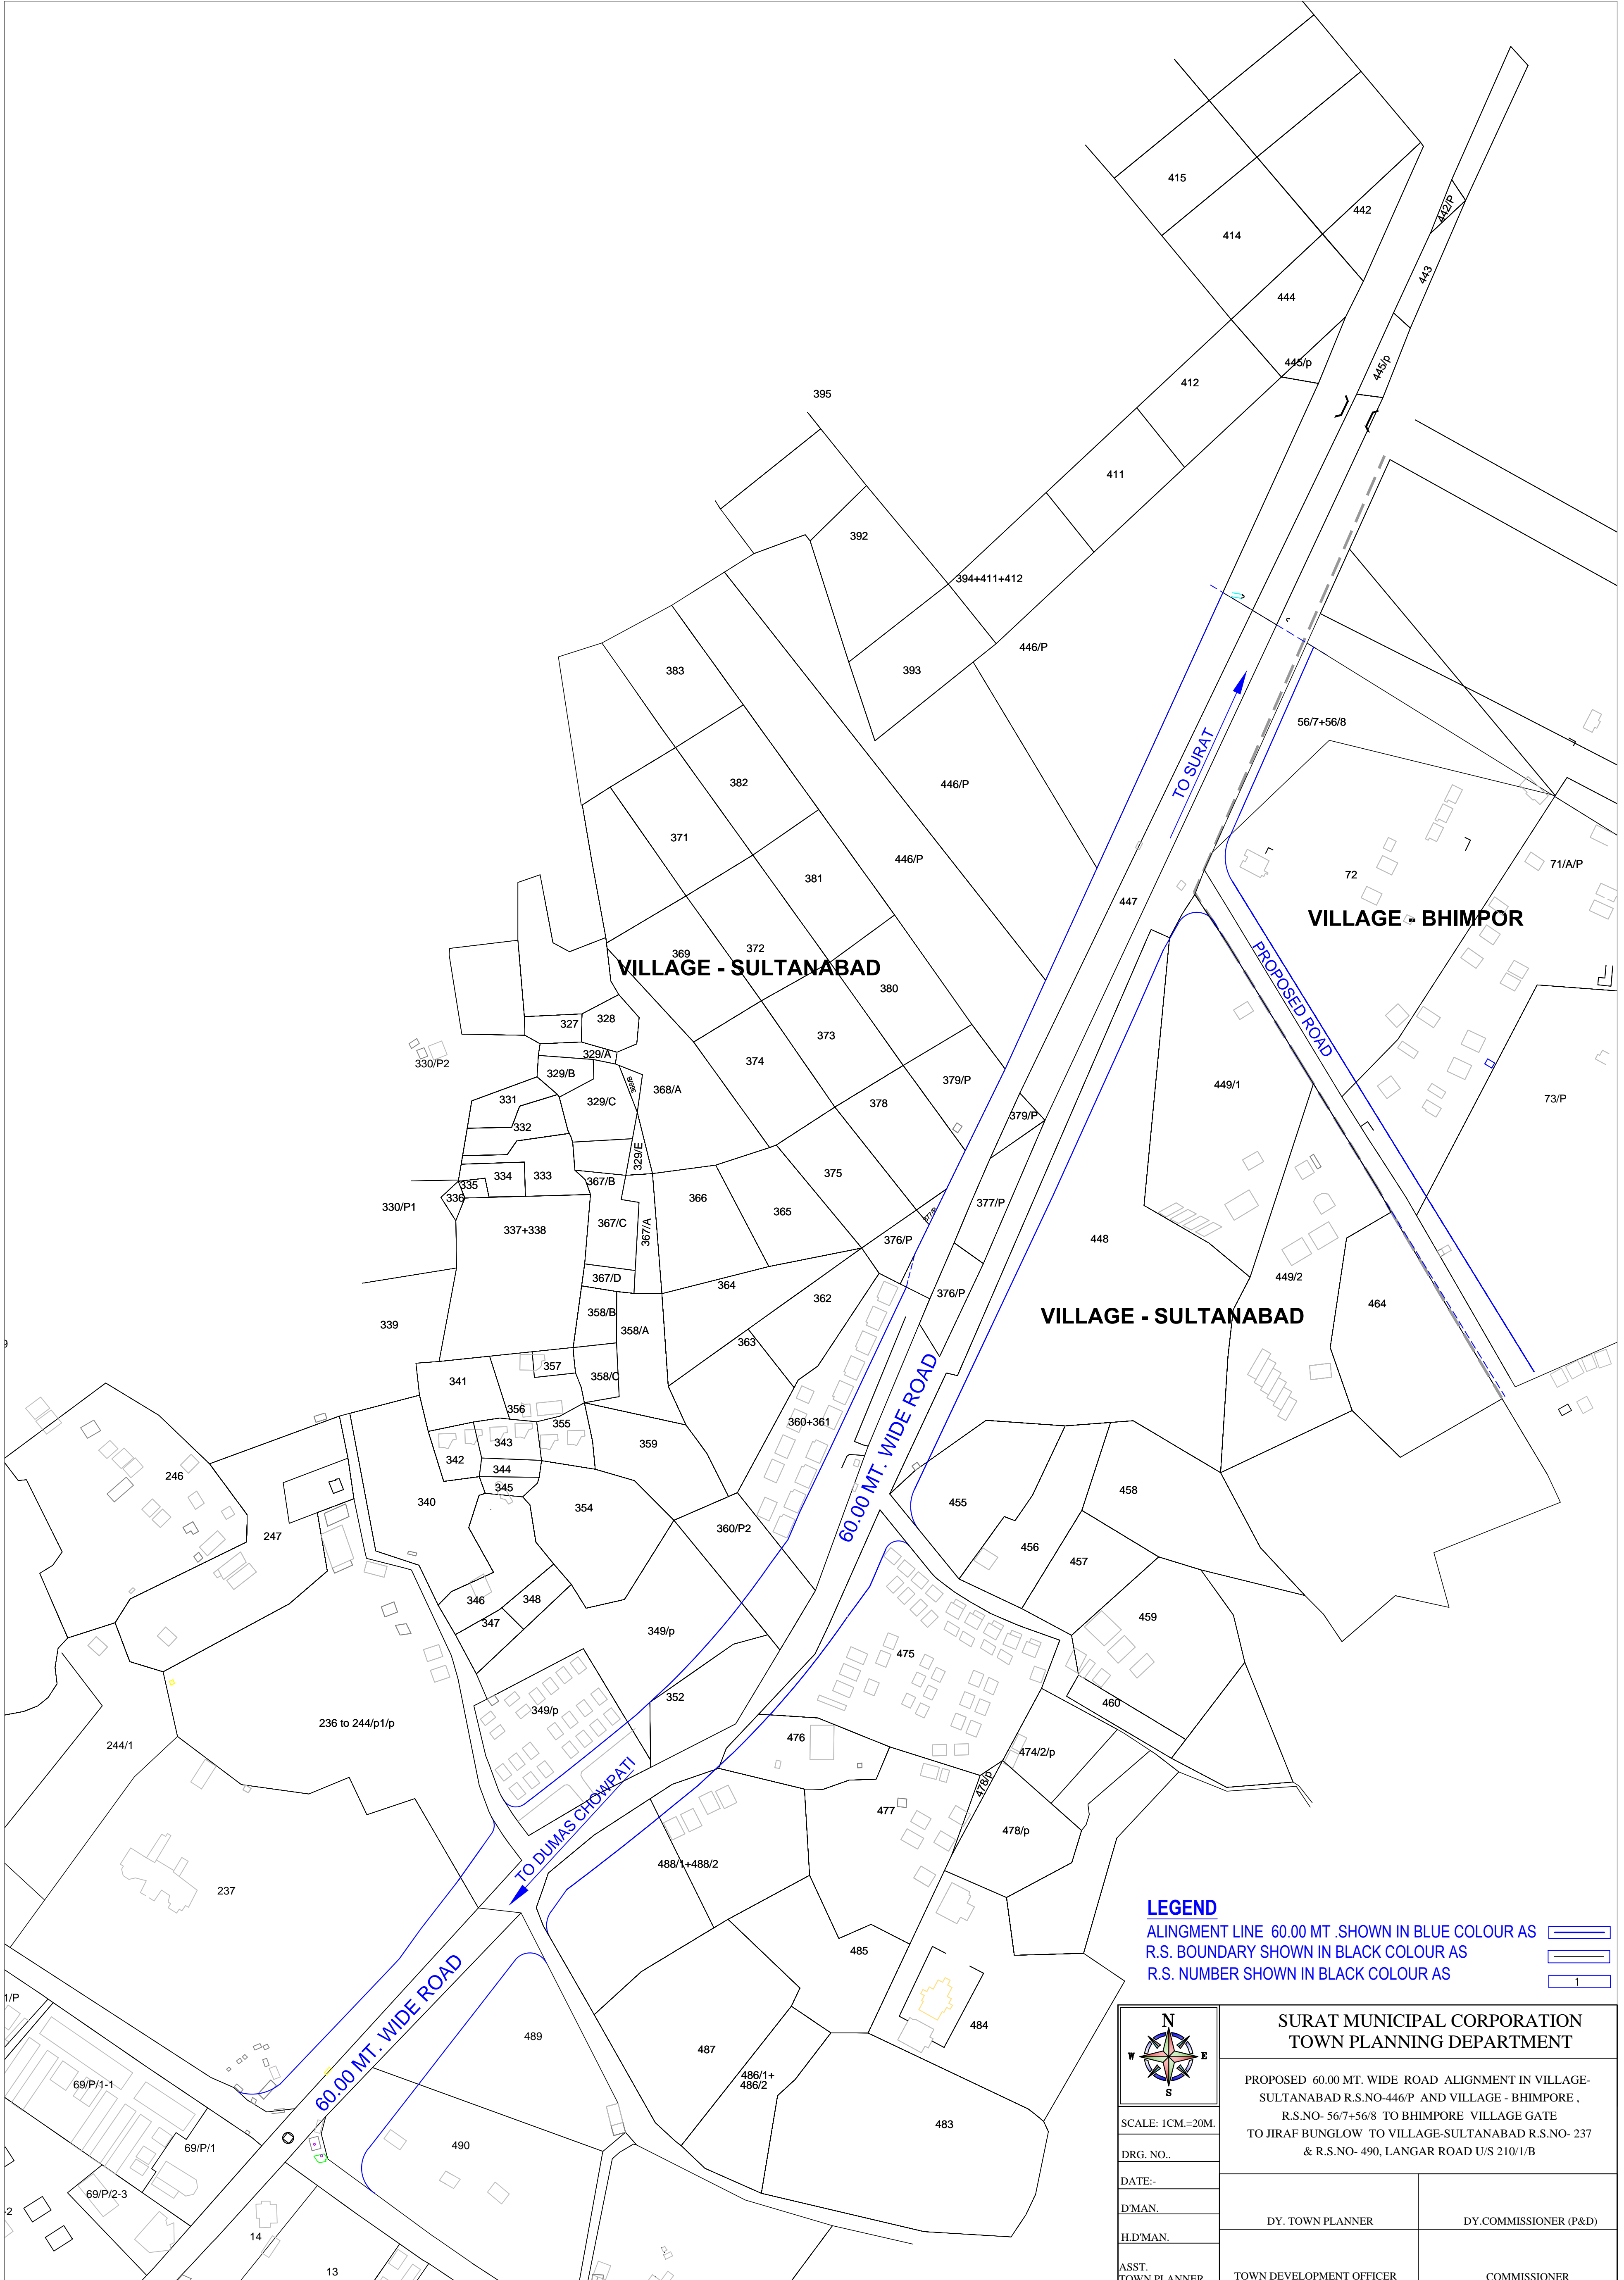 415
442
414
442/P
443
444
445/p
445/p
412
395
411
392
394+411+412
446/P
393
383
56/7+56/8
TO SURAT
446/P
382
371
446/P
381
71/A/P
72
447
VILLAGE - BHIMPOR
372
369
VILLAGE - SULTANABAD
380
PROPOSED ROAD
327
328
373
329/A
374
330/P2
329/B
368/B
368/A
379/P
449/1
331
329/C
378
73/P
332
379/P
329/E
334
333
375
335
367/B
336
366
377/P
330/P1
365
77/P
337+338
367/C
367/A
376/P
448
367/D
364
449/2
376/P
362
464
358/B
VILLAGE - SULTANABAD
339
358/A
363
9
357
358/C
341
356
355
360+361
60.00 MT. WIDE ROAD
343
359
342
344
246
345
458
340
455
354
360/P2
247
456
457
346
348
459
347
349/p
475
352
460
349/p
236 to 244/p1/p
476
244/1
474/2/p
TO DUMAS CHOWPATI
478/p
477
478/p
488/1+488/2
237
485
60.00 MT. WIDE ROAD
1/P
484
489
487
486/1+
486/2
69/P/1-1
483
490
69/P/1
69/P/2-3
-2
14
13
LEGEND
ALINGMENT LINE 60.00 MT .SHOWN IN BLUE COLOUR AS
R.S. BOUNDARY SHOWN IN BLACK COLOUR AS
R.S. NUMBER SHOWN IN BLACK COLOUR AS 1
N
W E
S
SURAT MUNICIPAL CORPORATION
TOWN PLANNING DEPARTMENT
PROPOSED 60.00 MT. WIDE ROAD ALIGNMENT IN VILLAGE-
SULTANABAD R.S.NO-446/P AND VILLAGE - BHIMPORE ,
R.S.NO- 56/7+56/8 TO BHIMPORE VILLAGE GATE
TO JIRAF BUNGLOW TO VILLAGE-SULTANABAD R.S.NO- 237
& R.S.NO- 490, LANGAR ROAD U/S 210/1/B
SCALE: 1CM.=20M.
DRG. NO..
DATE:-
D'MAN.
H.D'MAN.
ASST.
TOWN PLANNER
DY. TOWN PLANNER
DY.COMMISSIONER (P&D)
TOWN DEVELOPMENT OFFICER
COMMISSIONER